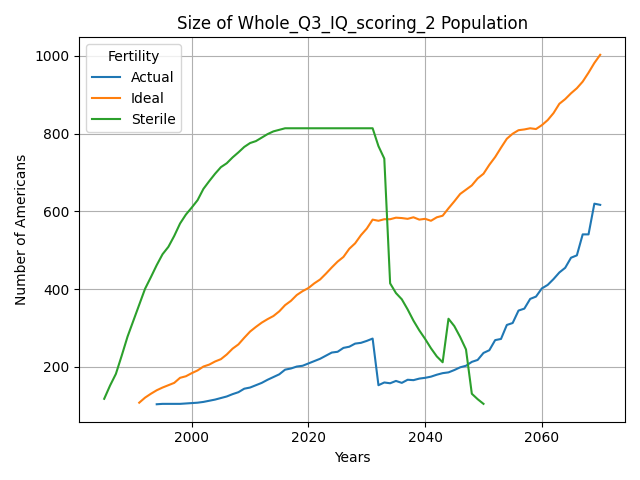 Size of Whole_Q3_IQ_scoring_2 Population
Fertility
Actual
Ideal
Sterile
Number of Americans
1000
800
600
400
200
2000
2020
2040
2060
Years